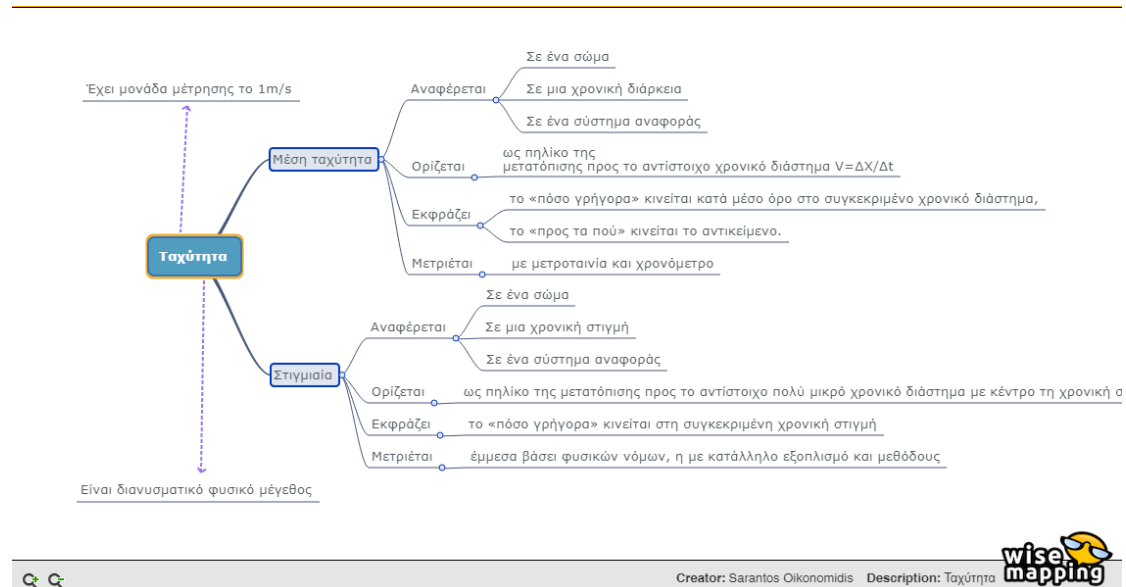 Έχει μονάδα μέτρησης το 1m/s
Ταχύτητα
Είναι διανυσματικό φυσικό μέγεθος
Μέση ταχύτητα
Αναφέρεται
Σε ένα σώμα
Σε μια χρονική διάρκεια
Σε ένα σύστημα αναφοράς
Ορίζεται
ως πηλίκο της
μετατόπισης προς το αντίστοιχο χρονικό διάστημα V=ΔX/Δt
Εκφράζει
το «πόσο γρήγορα» κινείται κατά μέσο όρο στο συγκεκριμένο χρονικό διάστημα,
το «προς τα πού» κινείται το αντικείμενο.
Μετριέται
με μετροταινία και χρονόμετρο
Στιγμιαία
Αναφέρεται
Σε ένα σώμα
Σε μια χρονική στιγμή
Σε ένα σύστημα αναφοράς
Ορίζεται
ως πηλίκο της μετατόπισης προς το αντίστοιχο πολύ μικρό χρονικό διάστημα με κέντρο τη χρονική
Εκφράζει
το «πόσο γρήγορα» κινείται στη συγκεκριμένη χρονική στιγμή
Μετριέται
έμμεσα βάσει φυσικών νόμων, η με κατάλληλο εξοπλισμό και μεθόδους
Creator: Sarantos Oikonomidis Description: Ταχύτητα
wise
mapping